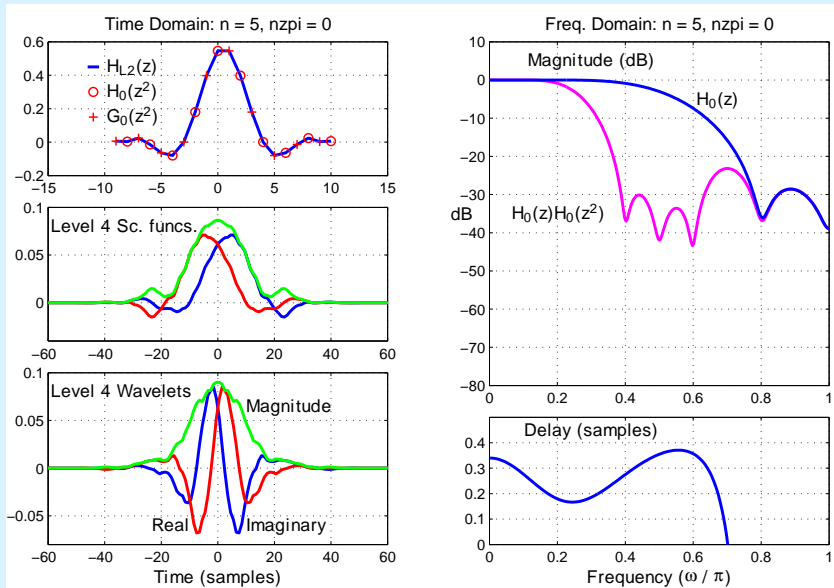 Time Domain: n = 5, nzpi = 0
0.6
0.4
0.2
0
−0.2
−15 −10 −5 0 5 10 15
H_L2(z)
H_0(z^2)
G_0(z^2)
0.1
0.05
0
−60 −40 −20 0 20 40 60
Level 4 Sc. funcs.
0.1
0.05
0
−0.05
−60 −40 −20 0 20 40 60
Level 4 Wavelets
Magnitude
Real
Imaginary
Time (samples)
Freq. Domain: n = 5, nzpi = 0
10
0
−10
−20
−30
dB
−40
−50
−60
−70
−80
0 0.2 0.4 0.6 0.8 1
Magnitude (dB)
H_0(z)
H_0(z)H_0(z^2)
0.4
0.3
0.2
0.1
0
0 0.2 0.4 0.6 0.8 1
Delay (samples)
Frequency (ω / π)